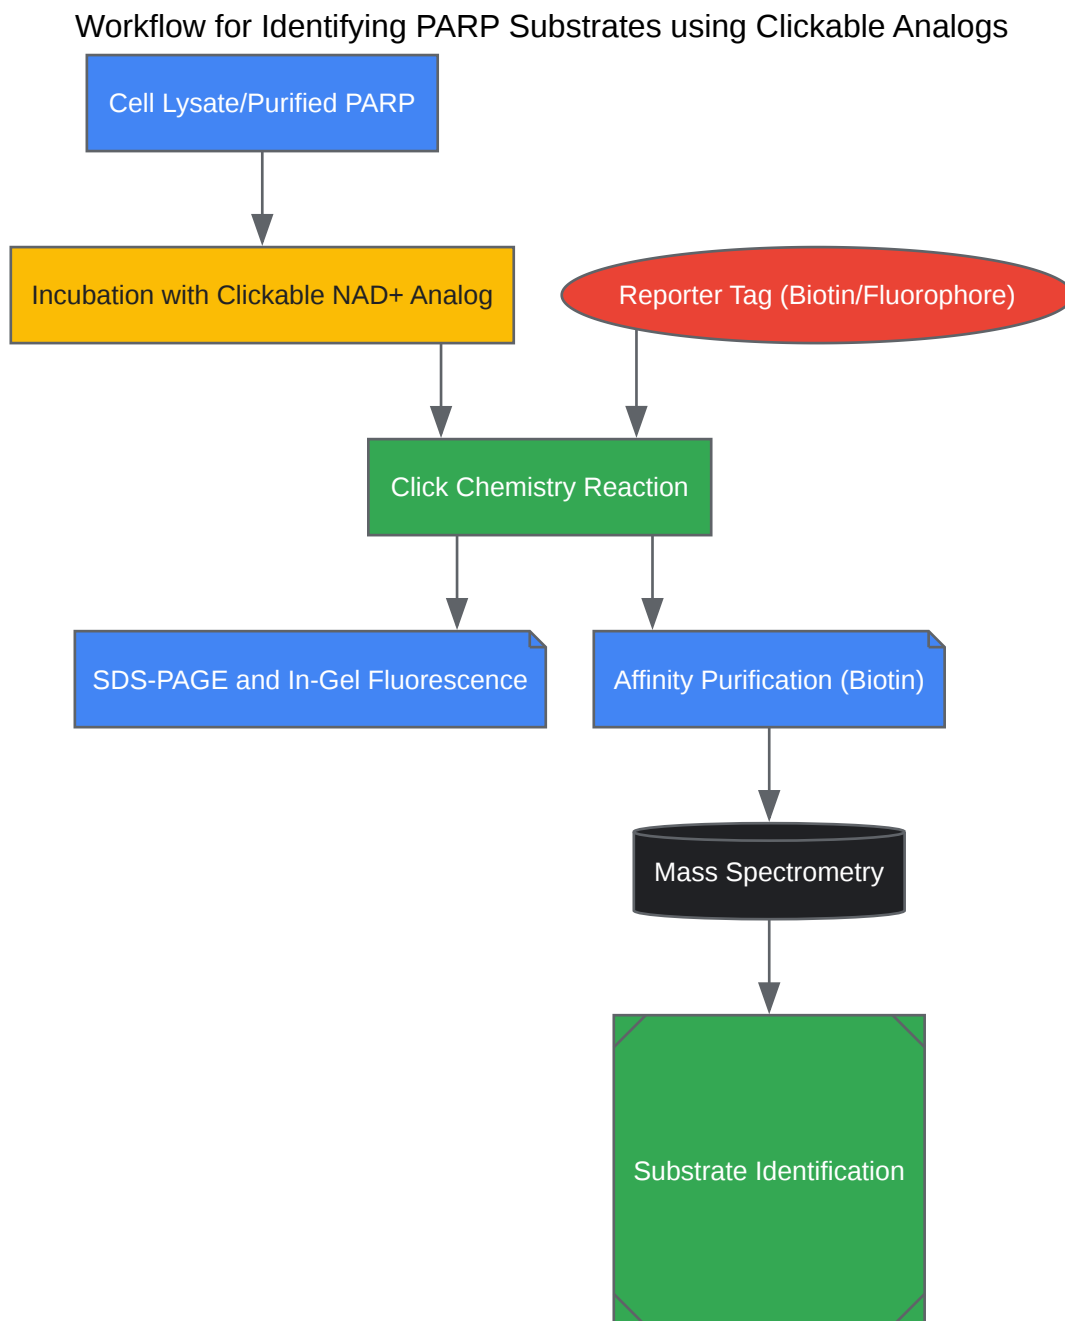 Workflow for Identifying PARP Substrates using Clickable Analogs
Cell Lysate/Purified PARP
Incubation with Clickable NAD+ Analog
Reporter Tag (Biotin/Fluorophore)
Click Chemistry Reaction
SDS-PAGE and In-Gel Fluorescence
Affinity Purification (Biotin)
Mass Spectrometry
Substrate Identification